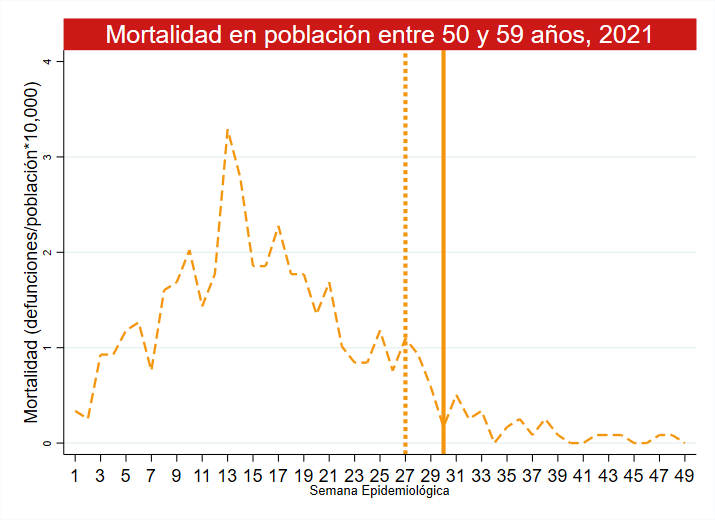 Mortalidad en población entre 50 y 59 años, 2021
Mortalidad (defunciones/población*10,000)
4
3
2
1
0
1 3 5 7 9 11 13 15 17 19 21 23 25 27 29 31 33 35 37 39 41 43 45 47 49
Semana Epidemiológica